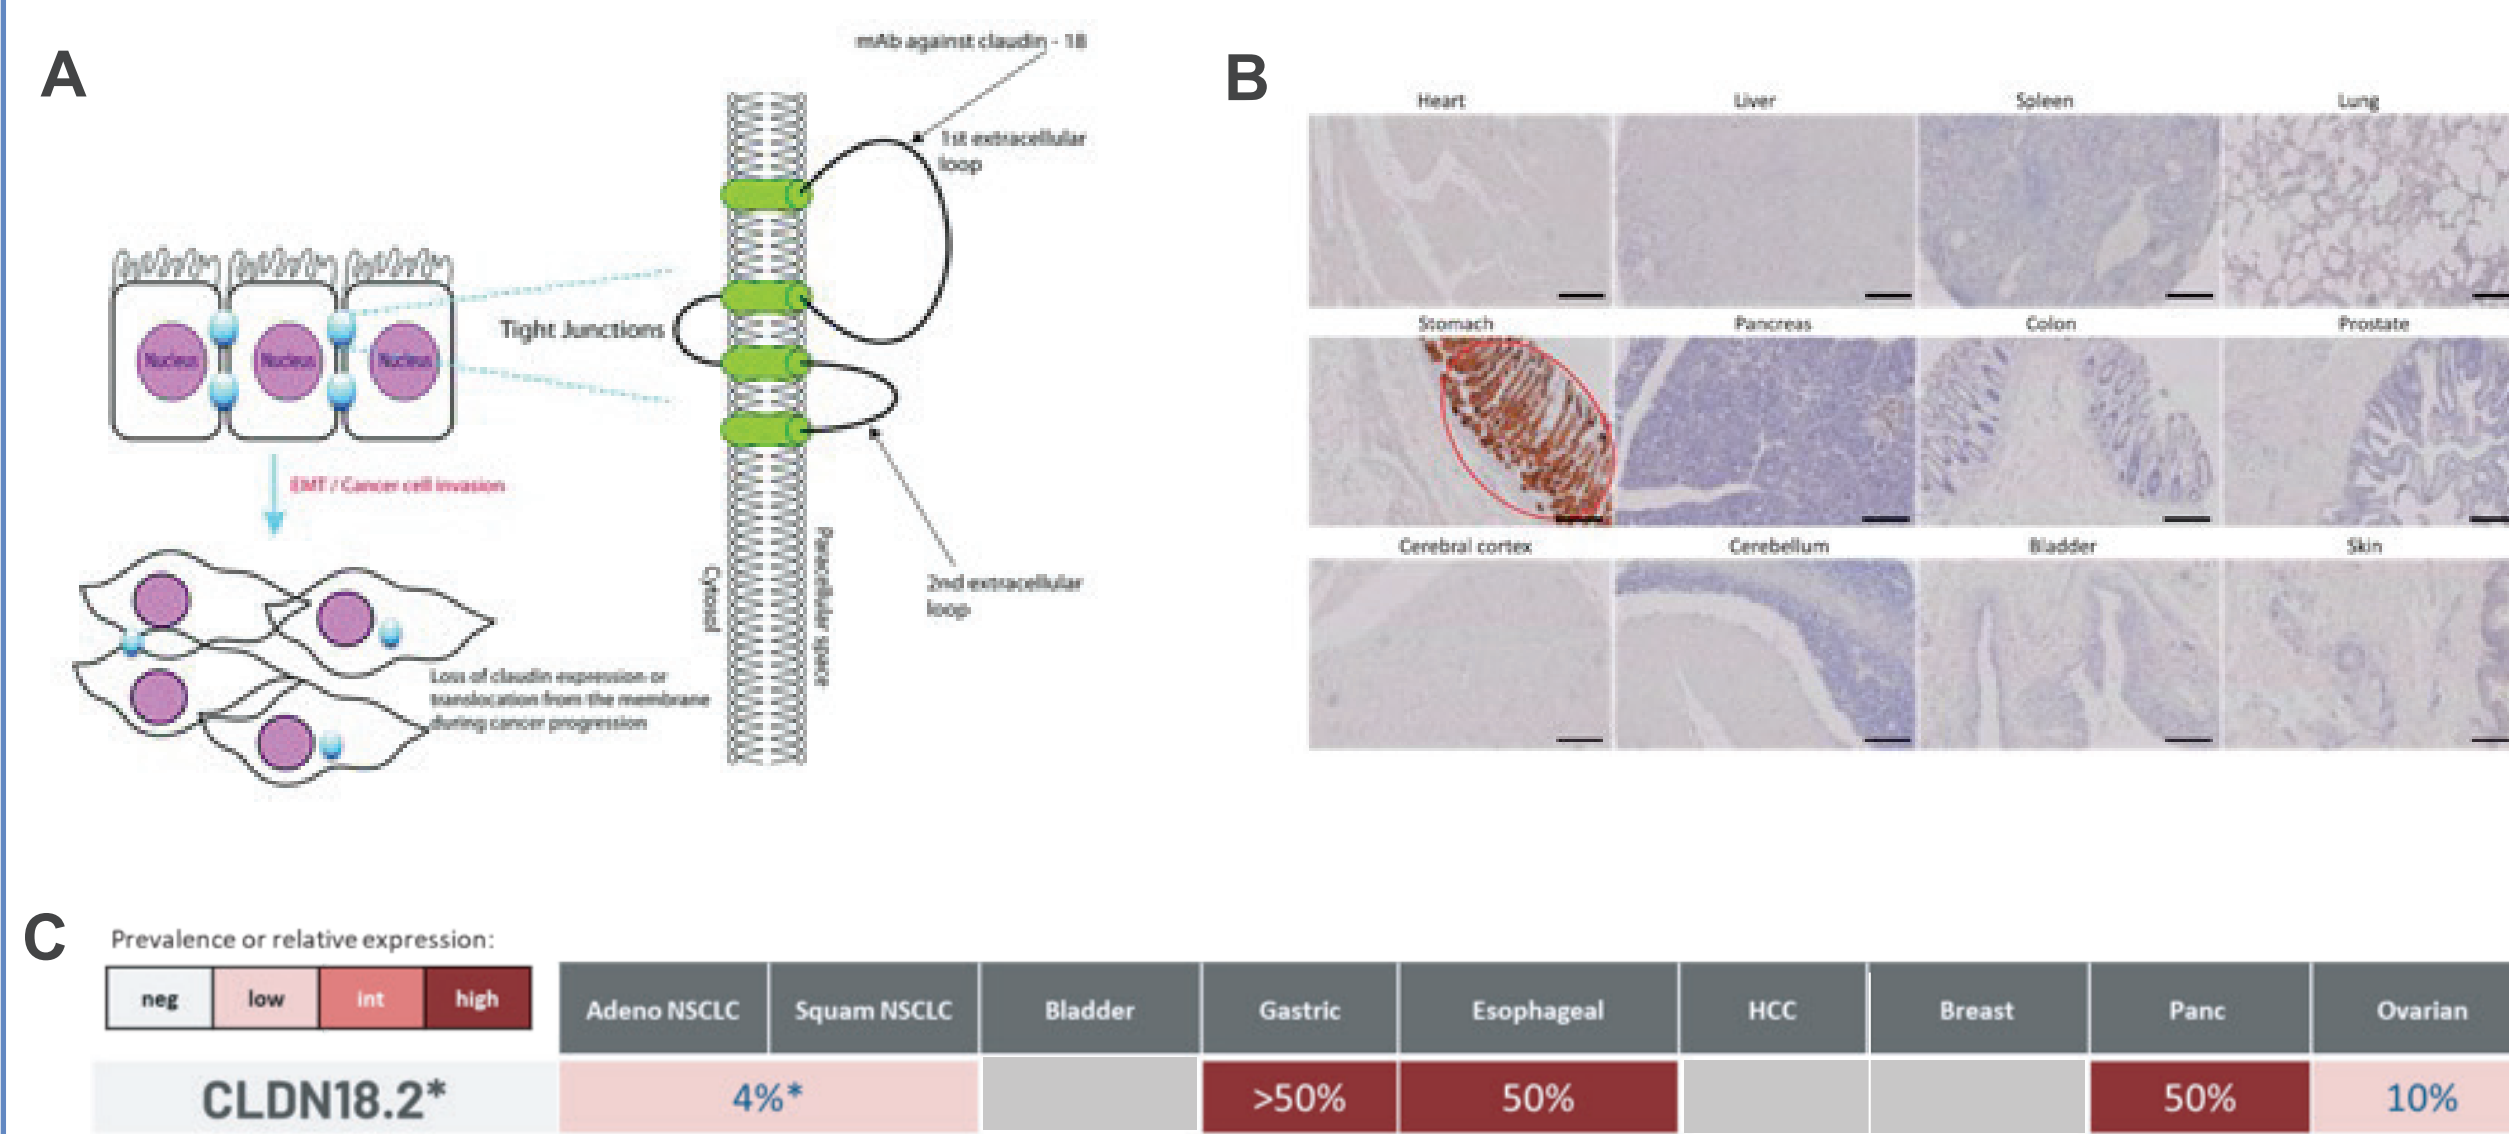 A
mAb against claudin - 18
1st extracellular
loop
Tight Junctions
Nucleus
Nucleus
Nucleus
EMT / Cancer cell invasion
Cytosol
Paracellular space
2nd extracellular
loop
Loss of claudin expression or
translocation from the membrane
during cancer progression
B
Heart
Liver
Spleen
Lung
Stomach
Pancreas
Colon
Prostate
Cerebral cortex
Cerebellum
Bladder
Skin
C
Prevalence or relative expression:
neg
low
int
high
Adeno NSCLC
Squam NSCLC
Bladder
Gastric
Esophageal
HCC
Breast
Panc
Ovarian
CLDN18.2*
4%*
>50%
50%
50%
10%